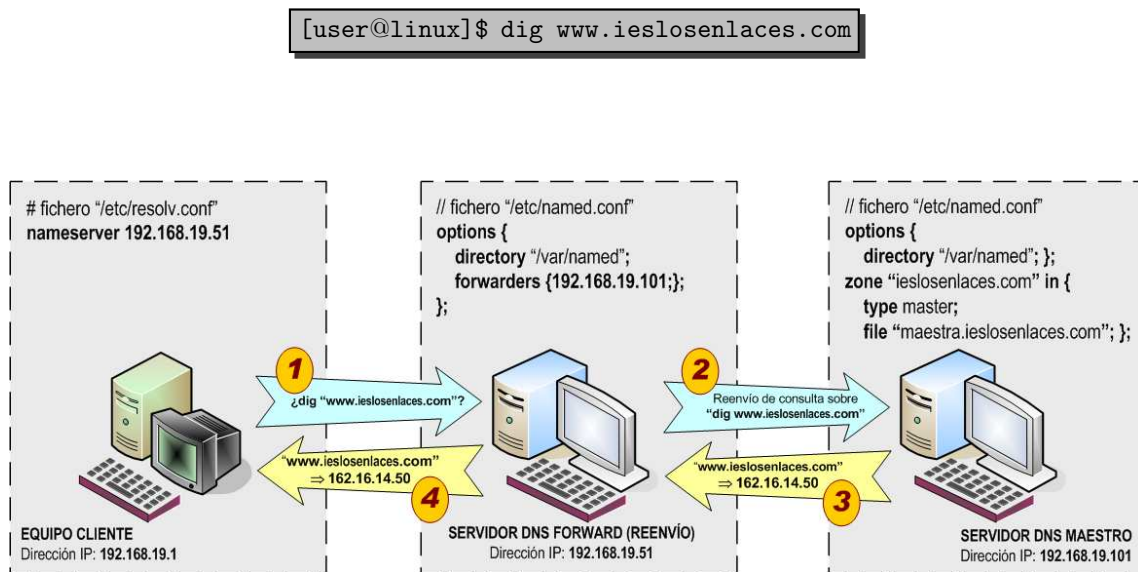 [user@linux]$ dig www.ieslosenlaces.com
# fichero “/etc/resolv.conf”
nameserver 192.168.19.51
// fichero “/etc/named.conf”
options {
directory “/var/named”;
forwarders {192.168.19.101;};
};
// fichero “/etc/named.conf”
options {
directory “/var/named”; };
zone “ieslosenlaces.com” in {
type master;
file “maestra.ieslosenlaces.com”; };
1
¿dig “www.ieslosenlaces.com”?
2
Reenvío de consulta sobre
“dig www.ieslosenlaces.com”
“www.ieslosenlaces.com”
⇒ 162.16.14.50
4
“www.ieslosenlaces.com”
⇒ 162.16.14.50
3
EQUIPO CLIENTE
Dirección IP: 192.168.19.1
SERVIDOR DNS FORWARD (REENVÍO)
Dirección IP: 192.168.19.51
SERVIDOR DNS MAESTRO
Dirección IP: 192.168.19.101